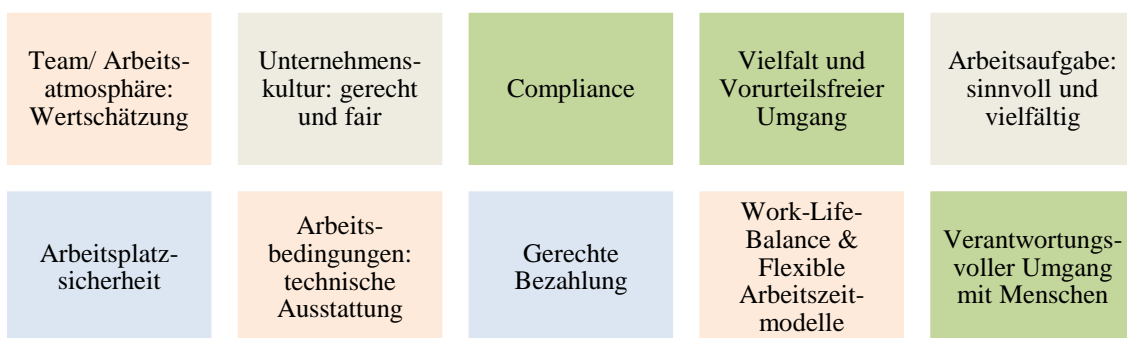 Team/ Arbeits-
atmosphäre:
Wertschätzung
Unternehmens-
kultur: gerecht
und fair
Compliance
Vielfalt und
Vorurteilsfreier
Umgang
Arbeitsaufgabe:
sinnvoll und
vielfältig
Arbeitsplatz-
sicherheit
Arbeits-
bedingungen:
technische
Ausstattung
Gerechte
Bezahlung
Work-Life-
Balance &
Flexible
Arbeitszeit-
modelle
Verantwortungs-
voller Umgang
mit Menschen